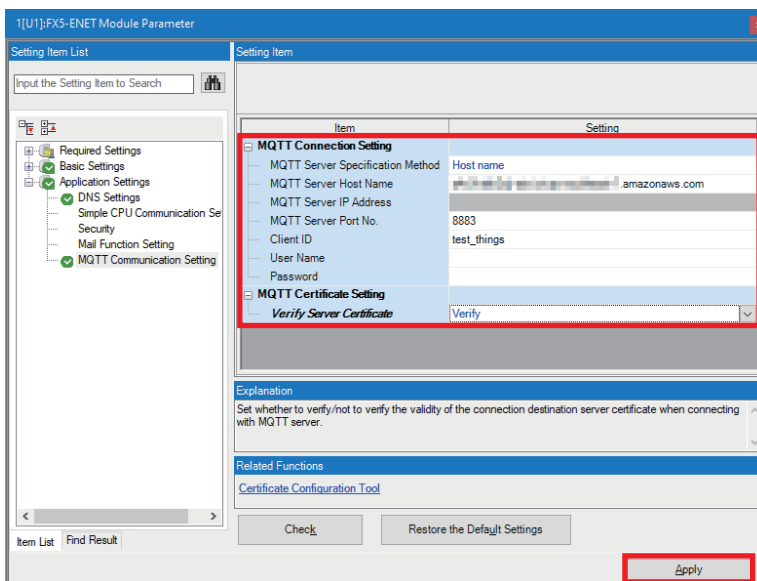 1[U1]:FX5-ENET Module Parameter
Setting Item List
Input the Setting Item to Search
Required Settings
Basic Settings
Application Settings
DNS Settings
Simple CPU Communication Se
Security
Mail Function Setting
MQTT Communication Setting
Item List
Find Result
Setting Item
Item Setting
MQTT Connection Setting
MQTT Server Specification Method Host name
MQTT Server Host Name .amazonaws.com
MQTT Server IP Address
MQTT Server Port No. 8883
Client ID test_things
User Name
Password
MQTT Certificate Setting
Verify Server Certificate Verify
Explanation
Set whether to verify/not to verify the validity of the connection destination server certificate when connecting
with MQTT server.
Related Functions
Certificate Configuration Tool
Check
Restore the Default Settings
Apply